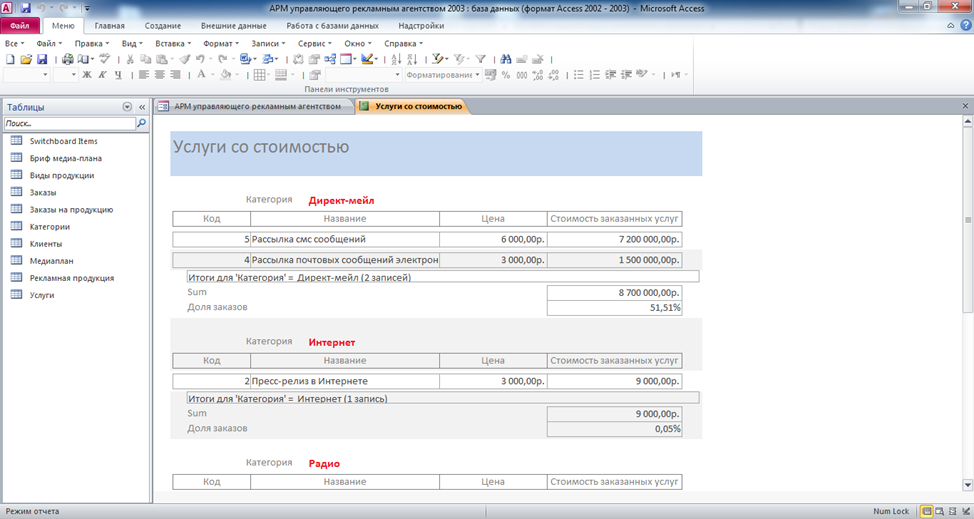 АРМ управляющего рекламным агентством 2003 : база данных (формат Access 2002 - 2003) - Microsoft Access
Файл Меню Главная Создание Внешние данные Работа с базами данных Надстройки
Все Файл Правка Вид Вставка Формат Записи Сервис Окно Справка
Ж К Ч А Форматирование % 000
Панели инструментов
Таблицы
Поиск...
Switchboard Items
Бриф медиа-плана
Виды продукции
Заказы
Заказы на продукцию
Категории
Клиенты
Медиаплан
Рекламная продукция
Услуги
АРМ управляющего рекламным агентством Услуги со стоимостью
Услуги со стоимостью
Категория Директ-мейл
Код Название Цена Стоимость заказанных услуг
5 Рассылка смс сообщений 6 000,00р. 7 200 000,00р.
4 Рассылка почтовых сообщений электрон 3 000,00р. 1 500 000,00р.
Итоги для 'Категория' = Директ-мейл (2 записей)
Sum 8 700 000,00р.
Доля заказов 51,51%
Категория Интернет
Код Название Цена Стоимость заказанных услуг
2 Пресс-релиз в Интернете 3 000,00р. 9 000,00р.
Итоги для 'Категория' = Интернет (1 запись)
Sum 9 000,00р.
Доля заказов 0,05%
Категория Радио
Код Название Цена Стоимость заказанных услуг
Режим отчета Num Lock